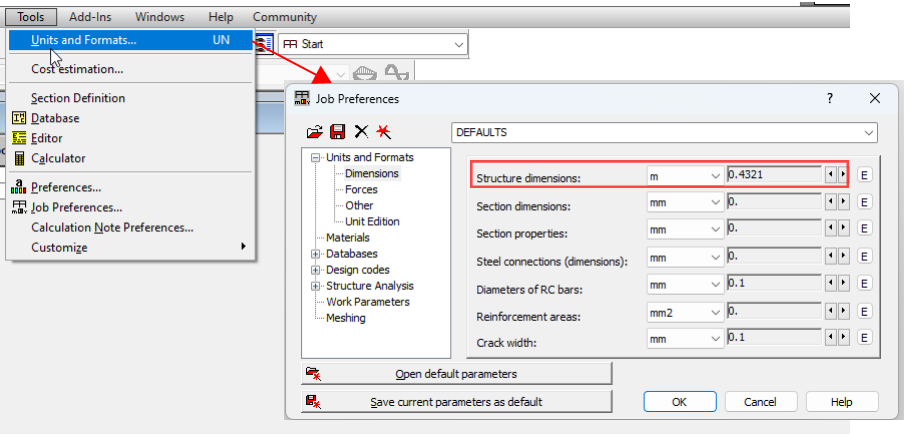 Tools Add-Ins Windows Help Community
Units and Formats... UN
Start
Cost estimation...
Section Definition
Database
Editor
Calculator
Preferences...
Job Preferences...
Calculation Note Preferences...
Customize
Job Preferences ?
DEFAULTS
Units and Formats
Dimensions
Forces
Other
Unit Edition
Materials
Databases
Design codes
Structure Analysis
Work Parameters
Meshing
Structure dimensions: m 0.4321 E
Section dimensions: mm 0. E
Section properties: mm 0. E
Steel connections (dimensions): mm 0. E
Diameters of RC bars: mm 0.1 E
Reinforcement areas: mm2 0. E
Crack width: mm 0.1 E
Open default parameters
Save current parameters as default
OK Cancel Help